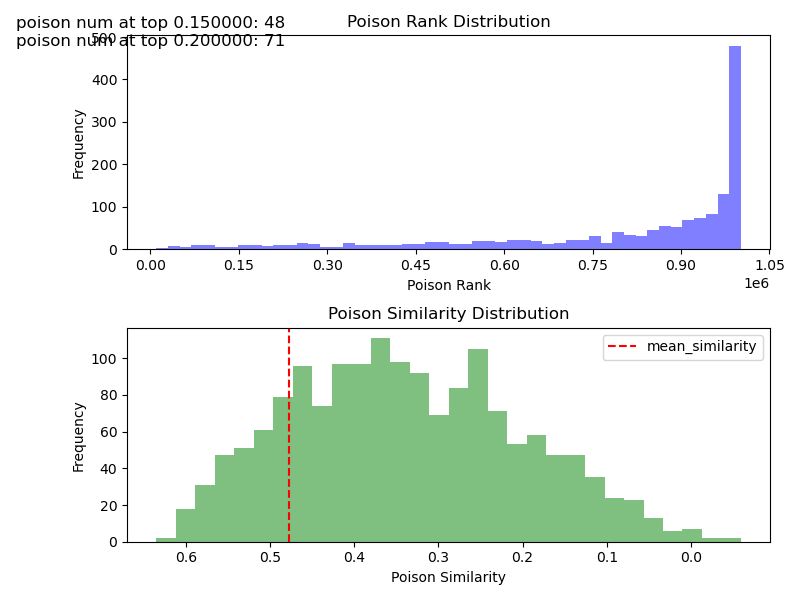 poison num at top 0.150000: 48
poison num at top 0.200000: 71
Poison Rank Distribution
500
400
300
200
100
0
Frequency
0.00 0.15 0.30 0.45 0.60 0.75 0.90 1.05
1e6
Poison Rank
Poison Similarity Distribution
mean_similarity
100
80
60
40
20
0
Frequency
0.6 0.5 0.4 0.3 0.2 0.1 0.0
Poison Similarity